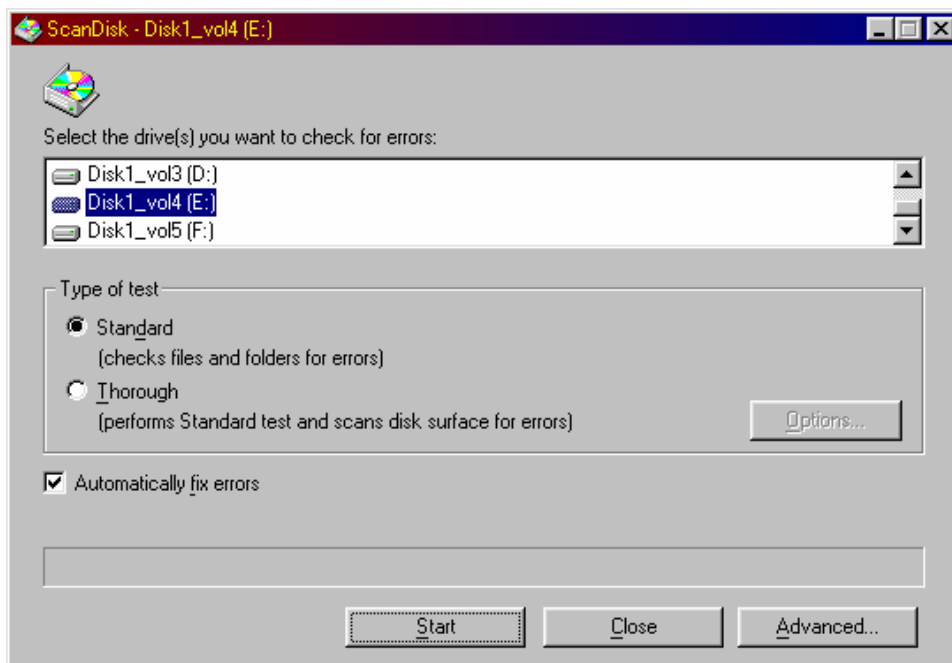 ScanDisk - Disk1_vol4 (E:)
Select the drive(s) you want to check for errors:
Disk1_vol3 (D:)
Disk1_vol4 (E:)
Disk1_vol5 (F:)
Type of test
Standard
(checks files and folders for errors)
Thorough
(performs Standard test and scans disk surface for errors)
Options...
Automatically fix errors
Start Close Advanced...